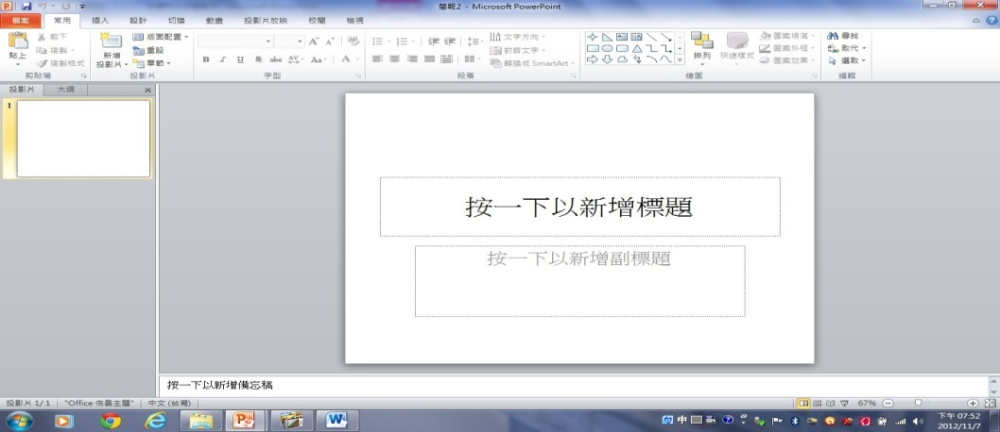 簡報2 - Microsoft PowerPoint
檔案 常用 插入 設計 切換 動畫 投影片放映 校閱 檢視
貼上
剪下
複製
複製格式
剪貼簿
新增
投影片
版面配置
重設
章節
投影片
B I U S abc AV Aa A
字型
文字方向
對齊文字
轉換成 SmartArt
段落
排列
快速樣式
圖案填滿
圖案外框
圖案效果
繪圖
尋找
取代
選取
編輯
投影片 大綱
1
按一下以新增標題
按一下以新增副標題
按一下以新增備忘稿
投影片 1/1 "Office 佈景主題" 中文 (台灣) 67%
中
下午 07:52
2012/11/7